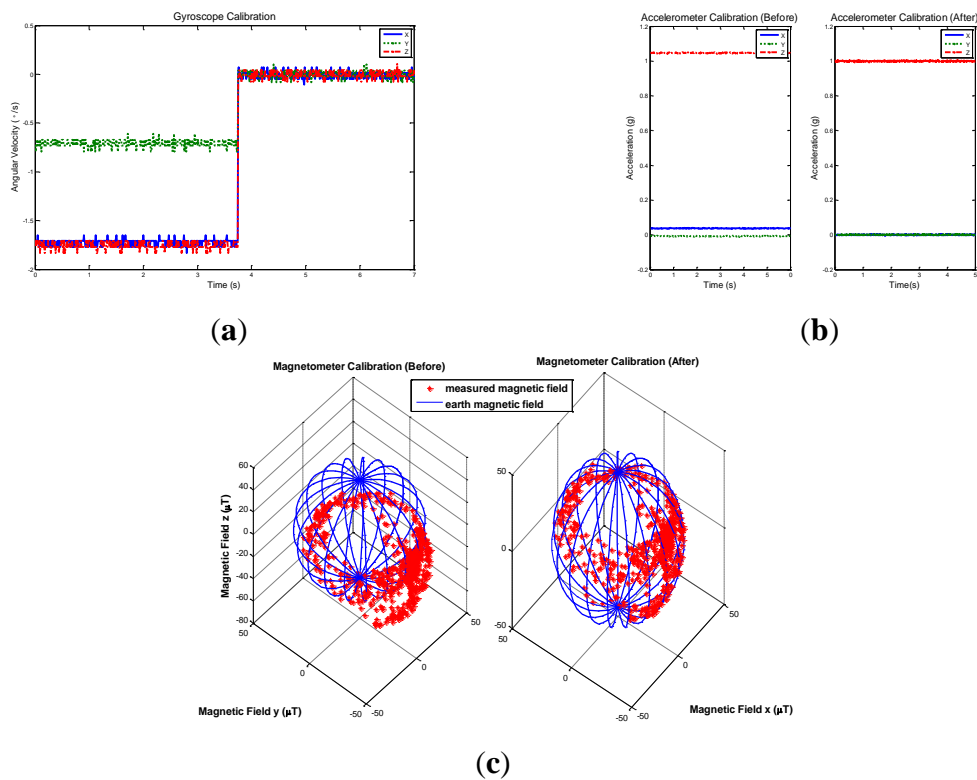 Gyroscope Calibration
0.5
0
-0.5
-1
-1.5
-2
Angular Velocity (°/s)
0 1 2 3 4 5 6 7
Time (s)
X
Y
Z
(a)
Accelerometer Calibration (Before)
1.2
1
0.8
0.6
0.4
0.2
0
-0.2
Acceleration (g)
0 1 2 3 4 5 6 0
Time(s)
X
Y
Z
Accelerometer Calibration (After)
1.2
1
0.8
0.6
0.4
0.2
0
-0.2
Acceleration (g)
0 1 2 3 4 5
Time(s)
X
Y
Z
(b)
Magnetometer Calibration (Before)
Magnetometer Calibration (After)
measured magnetic field
earth magnetic field
60
40
20
0
-20
-40
-60
-80
Magnetic Field z (μT)
50
0
-50
Magnetic Field y (μT)
-50
0
50
50
0
-50
50
0
-50
-50
0
50
Magnetic Field x (μT)
(c)